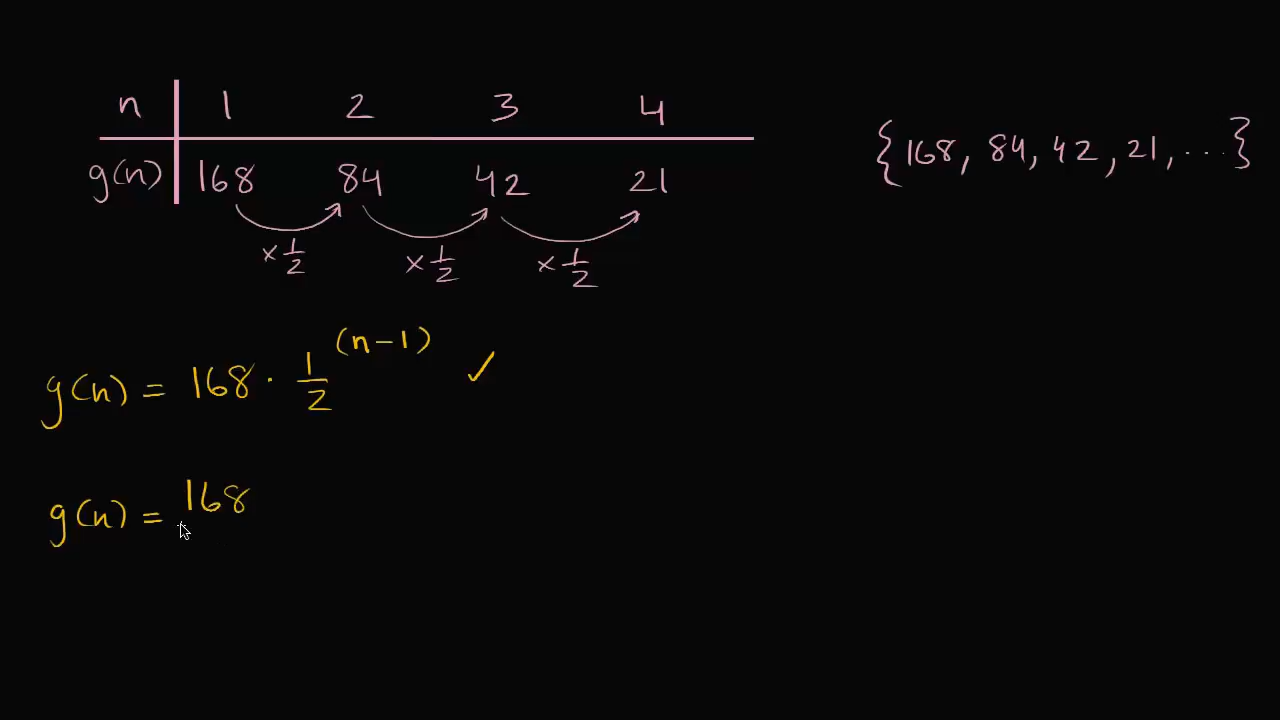 n 1 2 3 4
g(n) 168 84 42 21
×1/2 ×1/2 ×1/2
{168, 84, 42, 21, ...}
g(n) = 168 · 1/2^(n-1) ✓
g(n) = 168